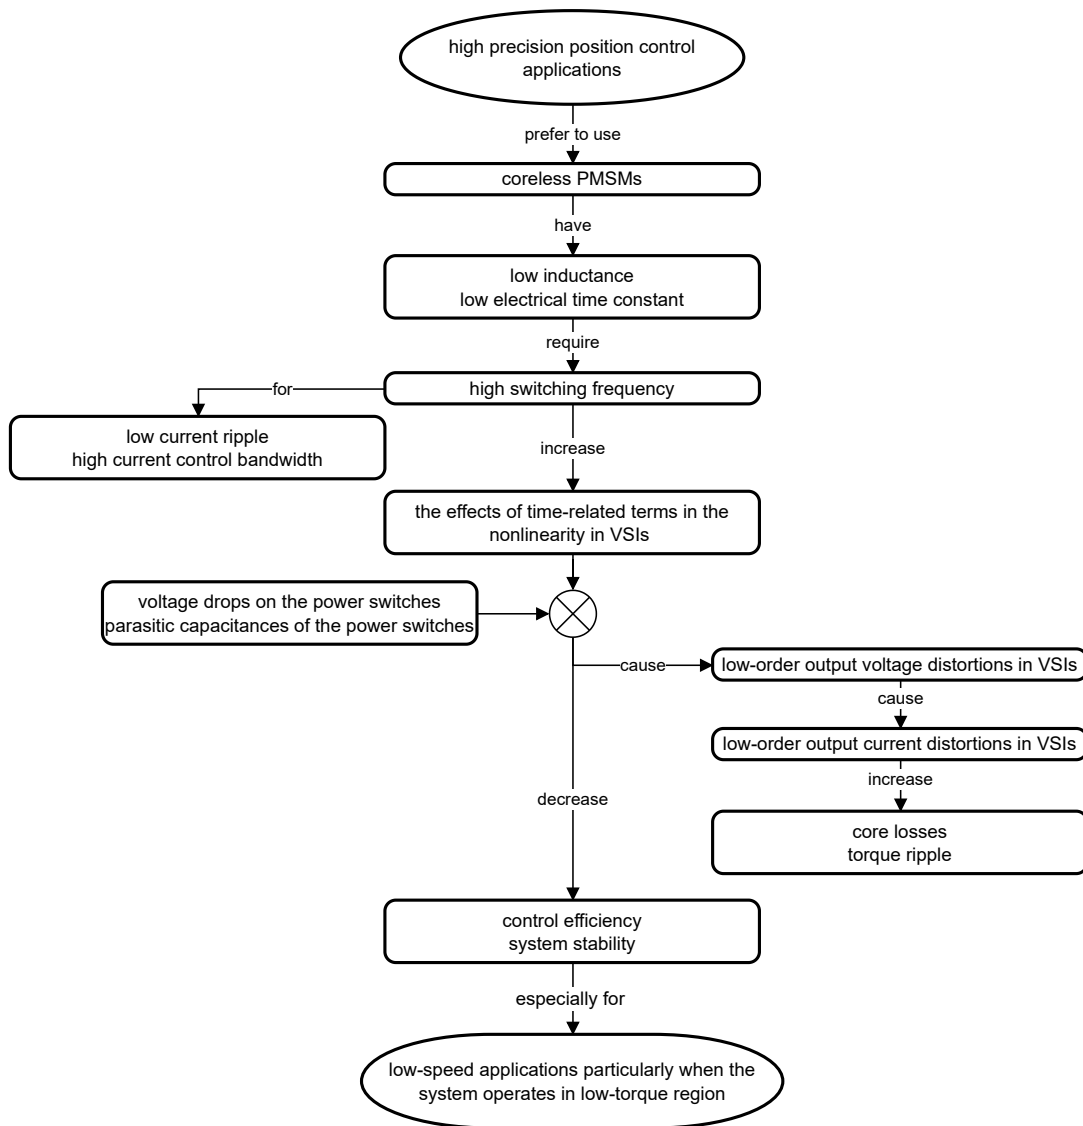 high precision position control
applications
prefer to use
coreless PMSMs
have
low inductance
low electrical time constant
require
high switching frequency
for
low current ripple
high current control bandwidth
increase
the effects of time-related terms in the
nonlinearity in VSIs
voltage drops on the power switches
parasitic capacitances of the power switches
cause
low-order output voltage distortions in VSIs
cause
low-order output current distortions in VSIs
increase
core losses
torque ripple
decrease
control efficiency
system stability
especially for
low-speed applications particularly when the
system operates in low-torque region